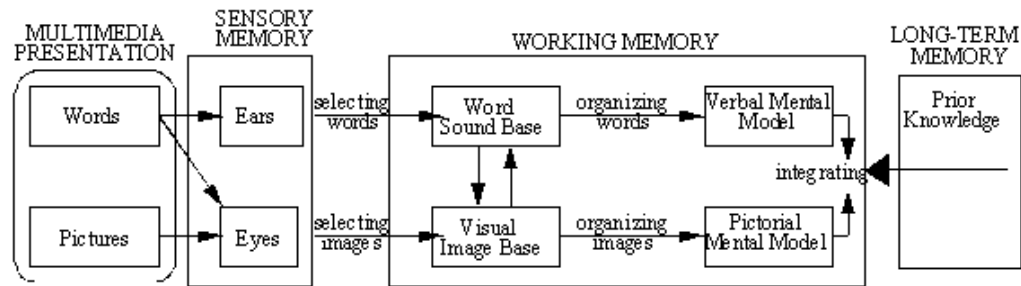 MULTIMEDIA
PRESENTATION
SENSORY
MEMORY
WORKING MEMORY
LONG-TERM
MEMORY
Words
Ears
selecting
words
Word
Sound Base
organizing
words
Verbal Mental
Model
Prior
Knowledge
integrating
Pictures
Eyes
selecting
images
Visual
Image Base
organizing
images
Pictorial
Mental Model